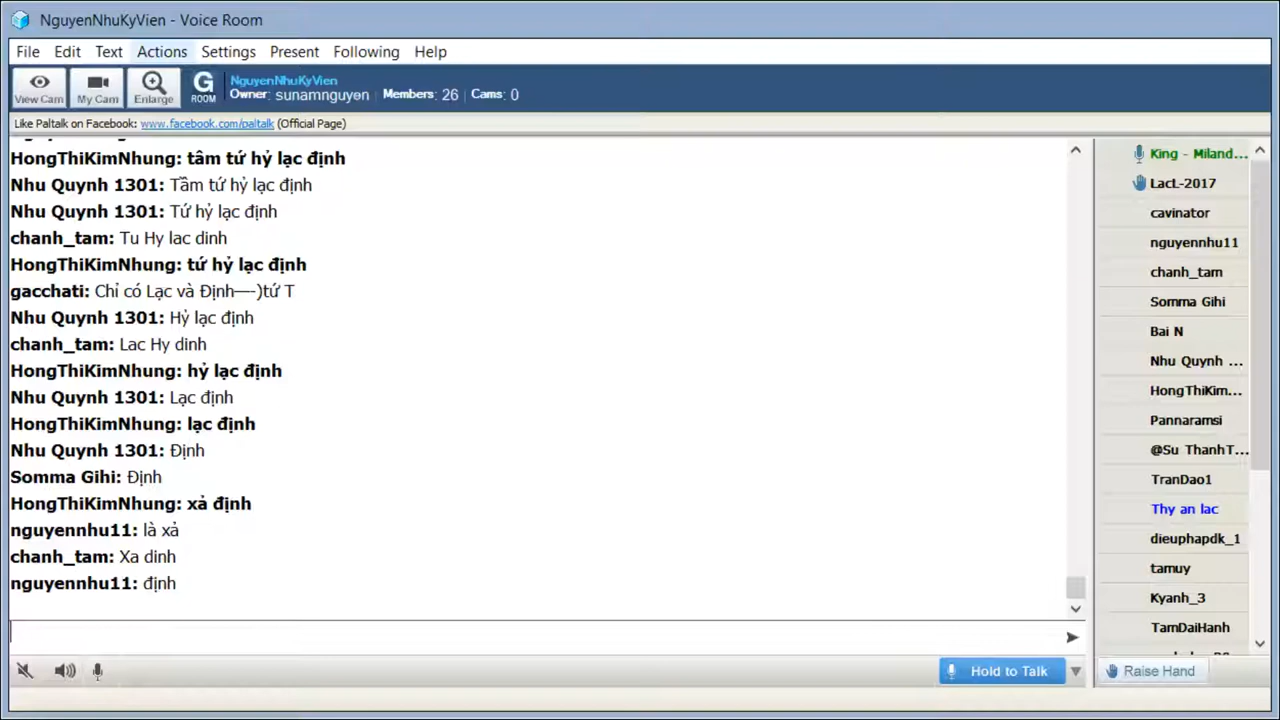 NguyenNhuKyVien - Voice Room
File Edit Text Actions Settings Present Following Help
View Cam
My Cam
Enlarge
G
ROOM
NguyenNhuKyVien
Owner: sunamnguyen Members: 26 Cams: 0
Like Paltalk on Facebook: www.facebook.com/paltalk (Official Page)
HongThiKimNhung: tâm tứ hỷ lạc định
Nhu Quynh 1301: Tầm tứ hỷ lạc định
Nhu Quynh 1301: Tứ hỷ lạc định
chanh_tam: Tu Hy lac dinh
HongThiKimNhung: tứ hỷ lạc định
gacchati: Chỉ có Lạc và Định—-)tứ T
Nhu Quynh 1301: Hỷ lạc định
chanh_tam: Lac Hy dinh
HongThiKimNhung: hỷ lạc định
Nhu Quynh 1301: Lạc định
HongThiKimNhung: lạc định
Nhu Quynh 1301: Định
Somma Gihi: Định
HongThiKimNhung: xả định
nguyennhu11: là xả
chanh_tam: Xa dinh
nguyennhu11: định
King - Miland...
LacL-2017
cavinator
nguyennhu11
chanh_tam
Somma Gihi
Bai N
Nhu Quynh ...
HongThiKim...
Pannaramsi
@Su ThanhT...
TranDao1
Thy an lac
dieuphapdk_1
tamuy
Kyanh_3
TamDaiHanh
Hold to Talk
Raise Hand